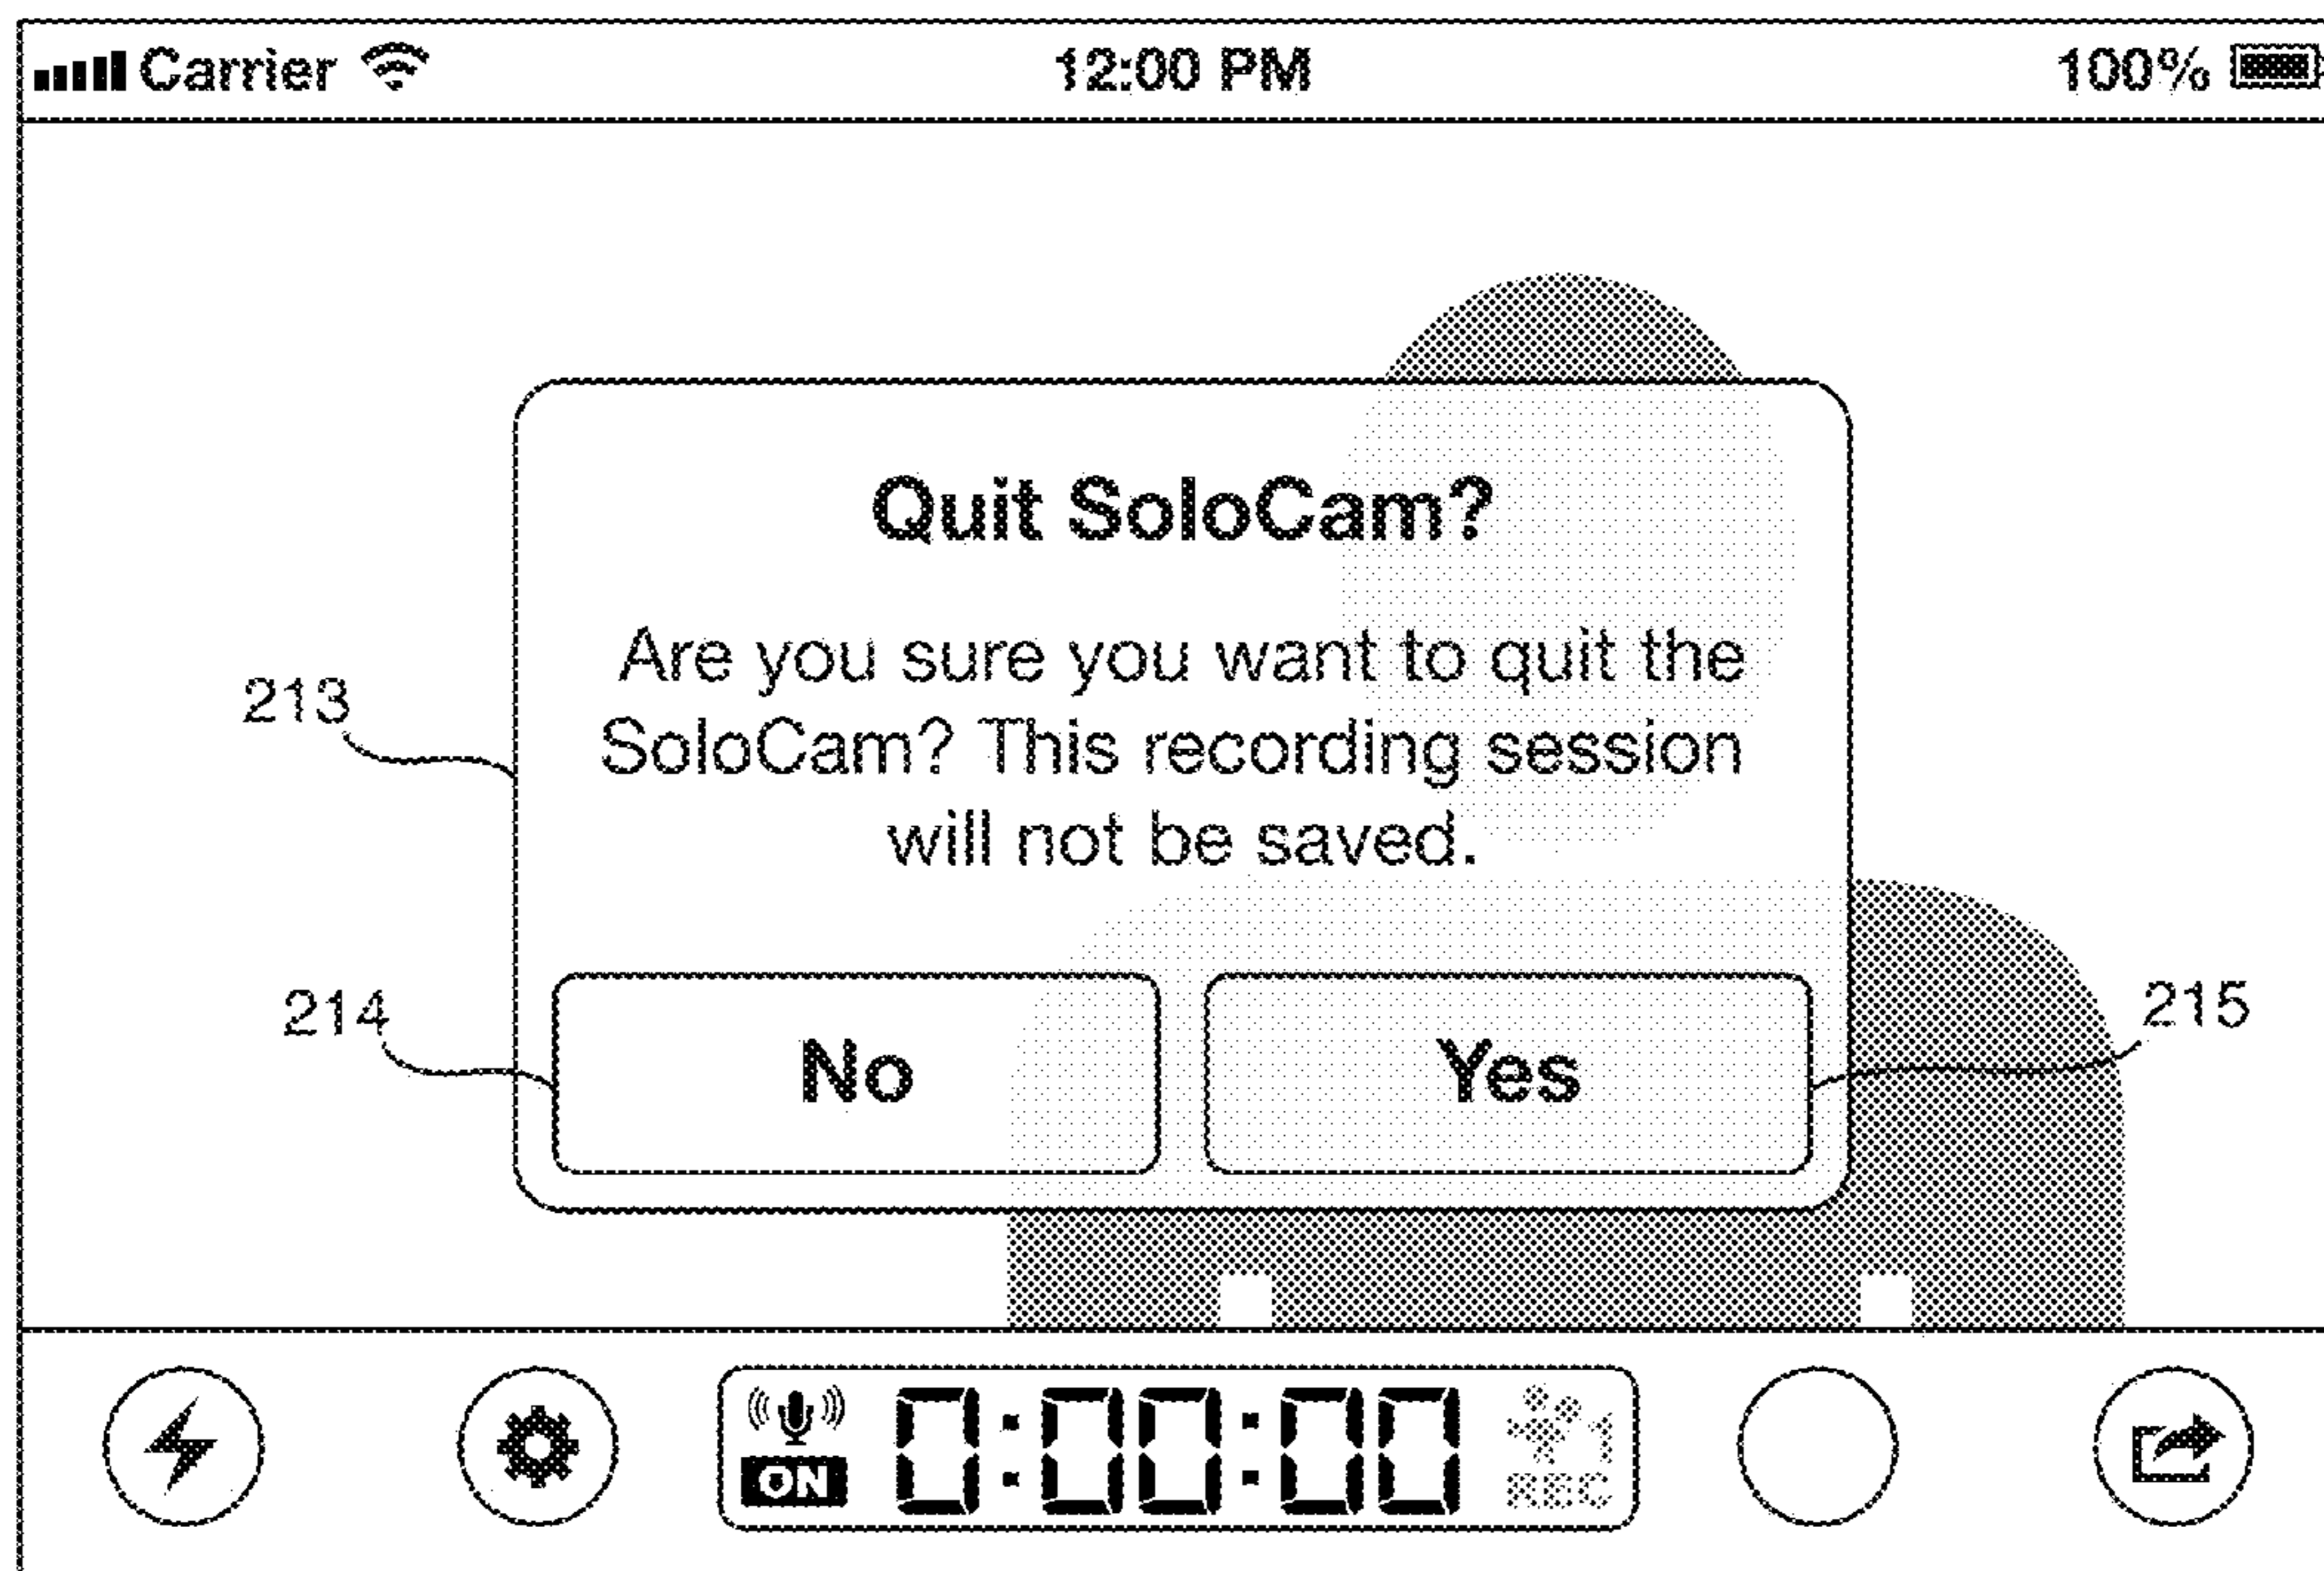 Carrier 12:00 PM 100%
Quit SoloCam?
Are you sure you want to quit the
SoloCam? This recording session
will not be saved.
213
214
No
Yes
215
ON
0:00:00
1
REC